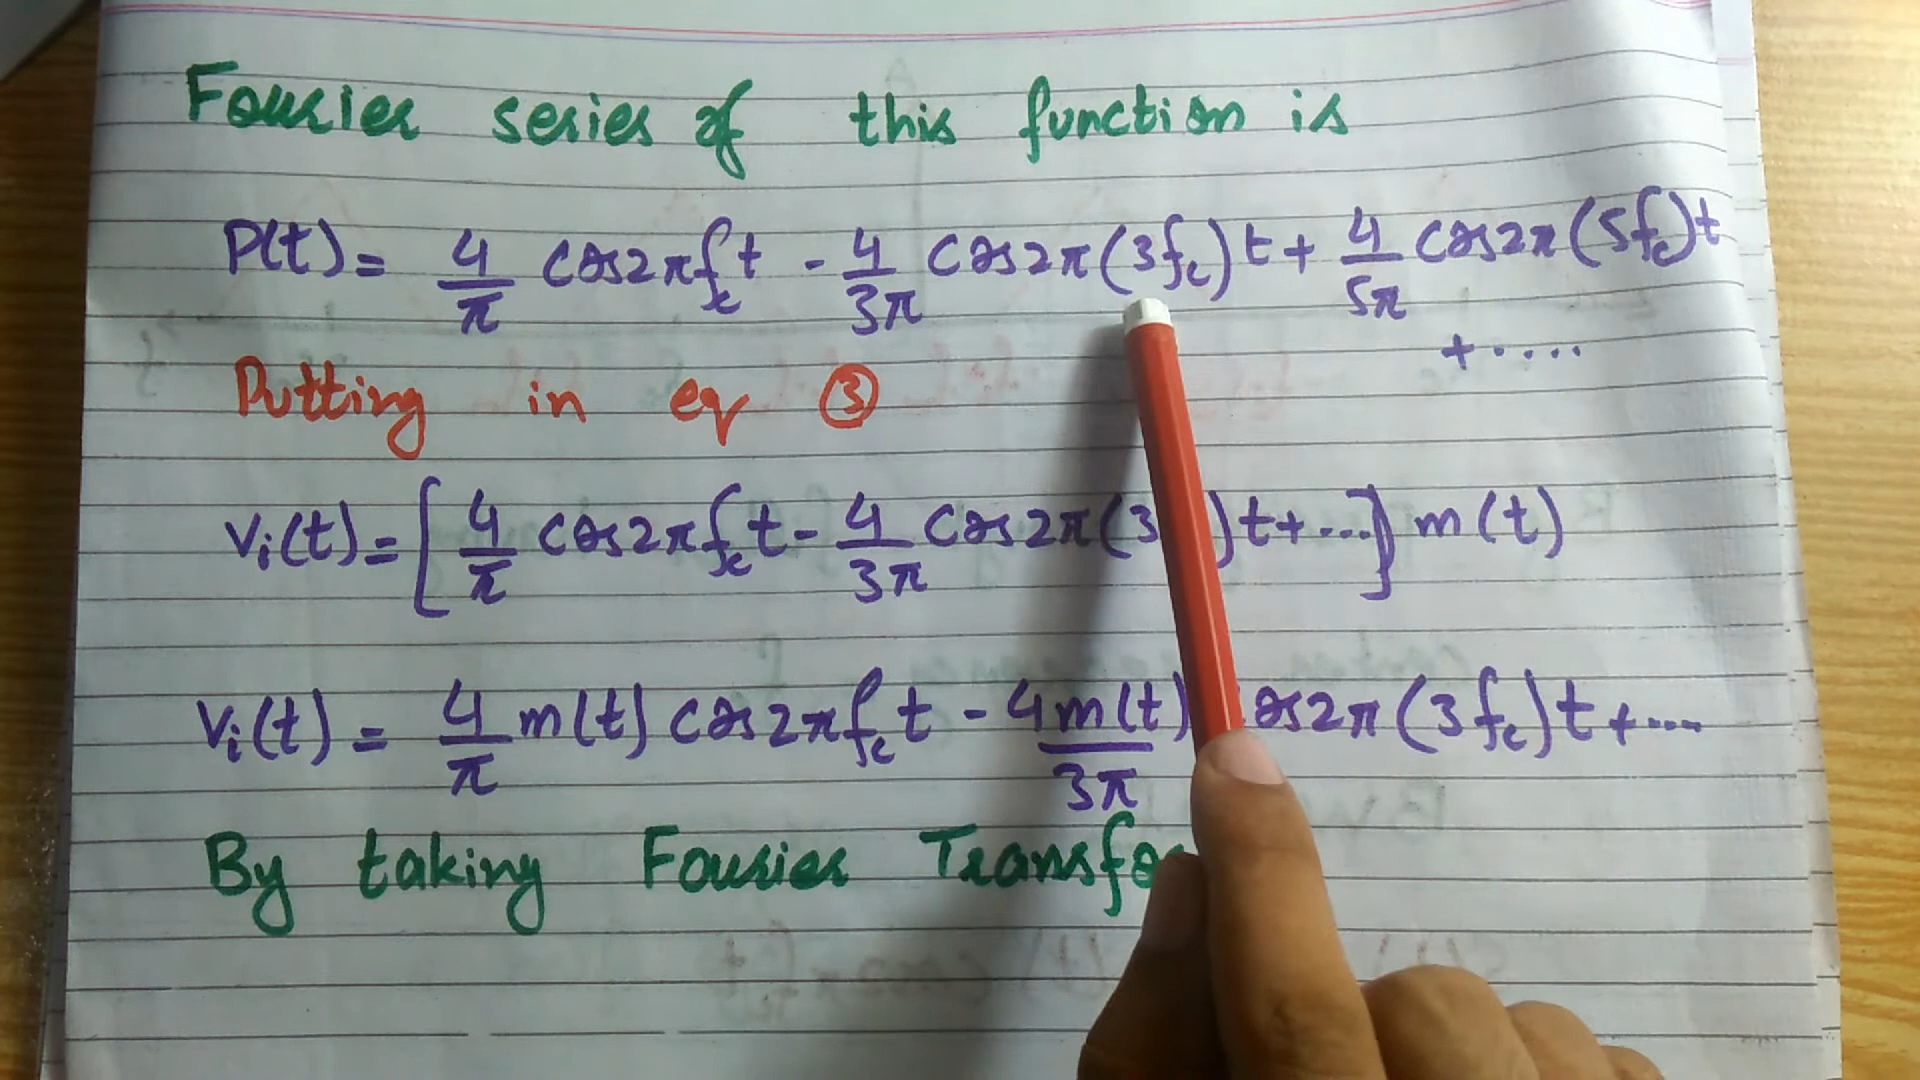 Fourier series of this function is
P(t) = 4/π cos2πfct - 4/3π cos2π(3fc)t + 4/5π cos2π(5fc)t
+ .....
Putting in eq ③
Vi(t) = [4/π cos2πfct - 4/3π cos2π(3 )t + ...] m(t)
Vi(t) = 4/π m(t) cos2πfct - 4m(t)/3π cos2π(3fc)t + ....
By taking Fourier Transfo